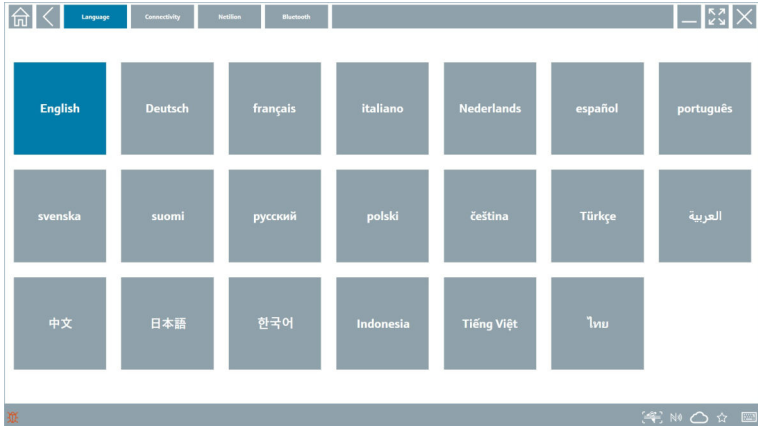 Language Connectivity Netilion Bluetooth
English Deutsch français italiano Nederlands español português
svenska suomi русский polski čeština Türkçe العربية
中文 日本語 한국어 Indonesia Tiếng Việt ไทย